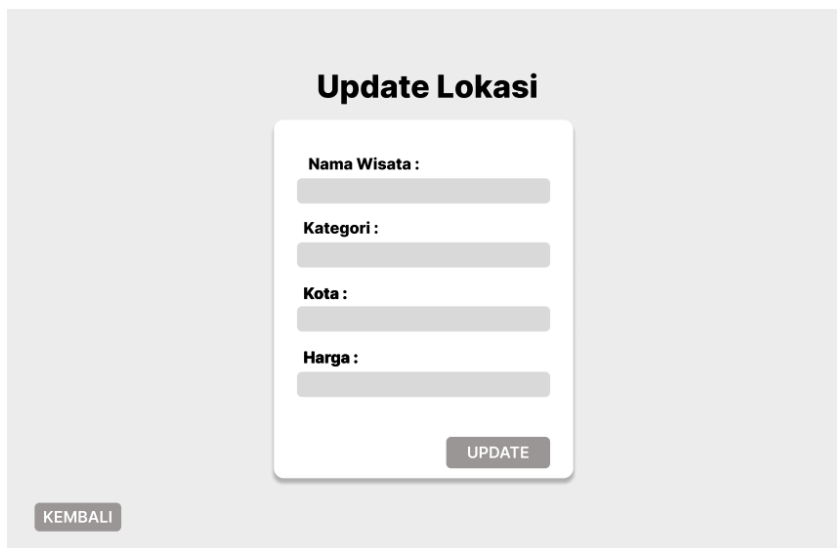 Update Lokasi
Nama Wisata :
Kategori :
Kota :
Harga :
UPDATE
KEMBALI